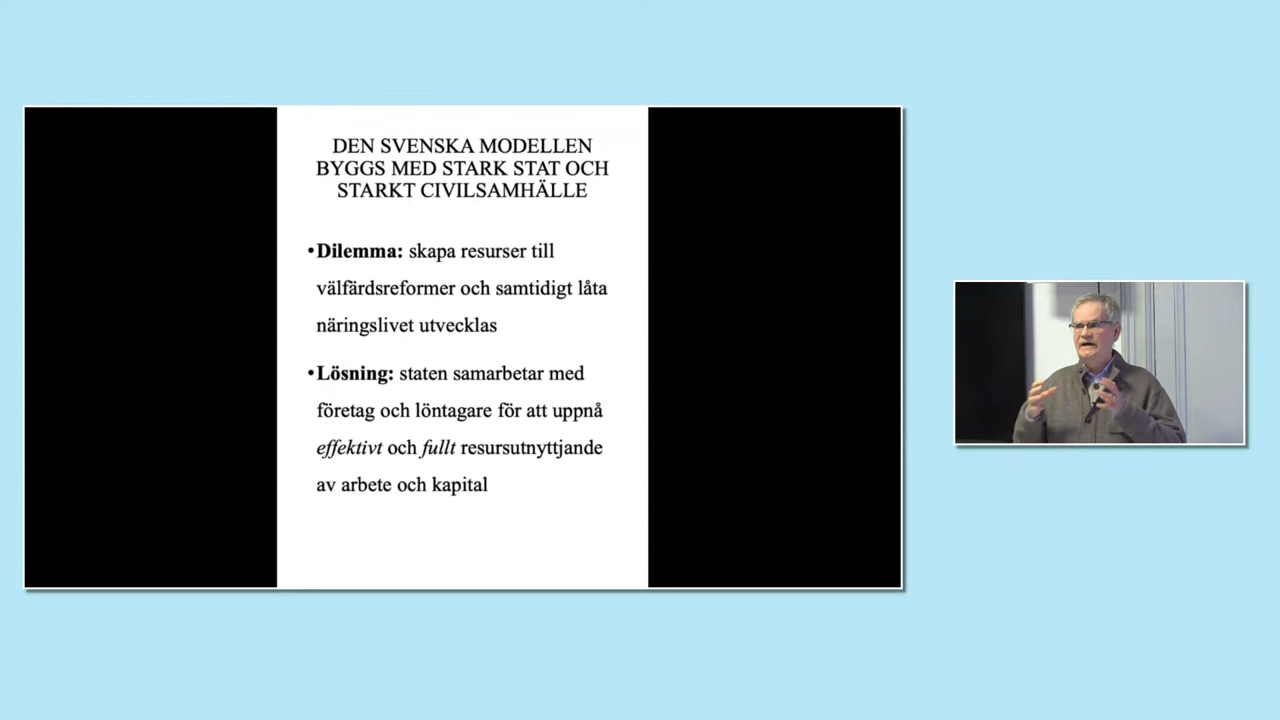 DEN SVENSKA MODELLEN
BYGGS MED STARK STAT OCH
STARKT CIVILSAMHÄLLE
•Dilemma: skapa resurser till
välfärdsreformer och samtidigt låta
näringslivet utvecklas
•Lösning: staten samarbetar med
företag och löntagare för att uppnå
effektivt och fullt resursutnyttjande
av arbete och kapital